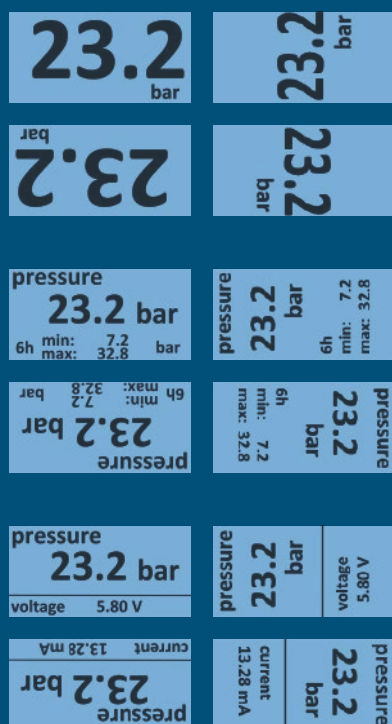 23.2
bar
23.2
bar
23.2
bar
23.2
bar
pressure
23.2 bar
6h min: 7.2 bar
max: 32.8
pressure
23.2
bar
6h
min: 7.2
max: 32.8
pressure
23.2 bar
6h min: 7.2 bar
max: 32.8
pressure
23.2
bar
6h
min: 7.2
max: 32.8
pressure
23.2 bar
voltage 5.80 V
pressure
23.2
bar
voltage
5.80 V
pressure
23.2 bar
current 13.28 mA
pressure
23.2
bar
current
13.28 mA